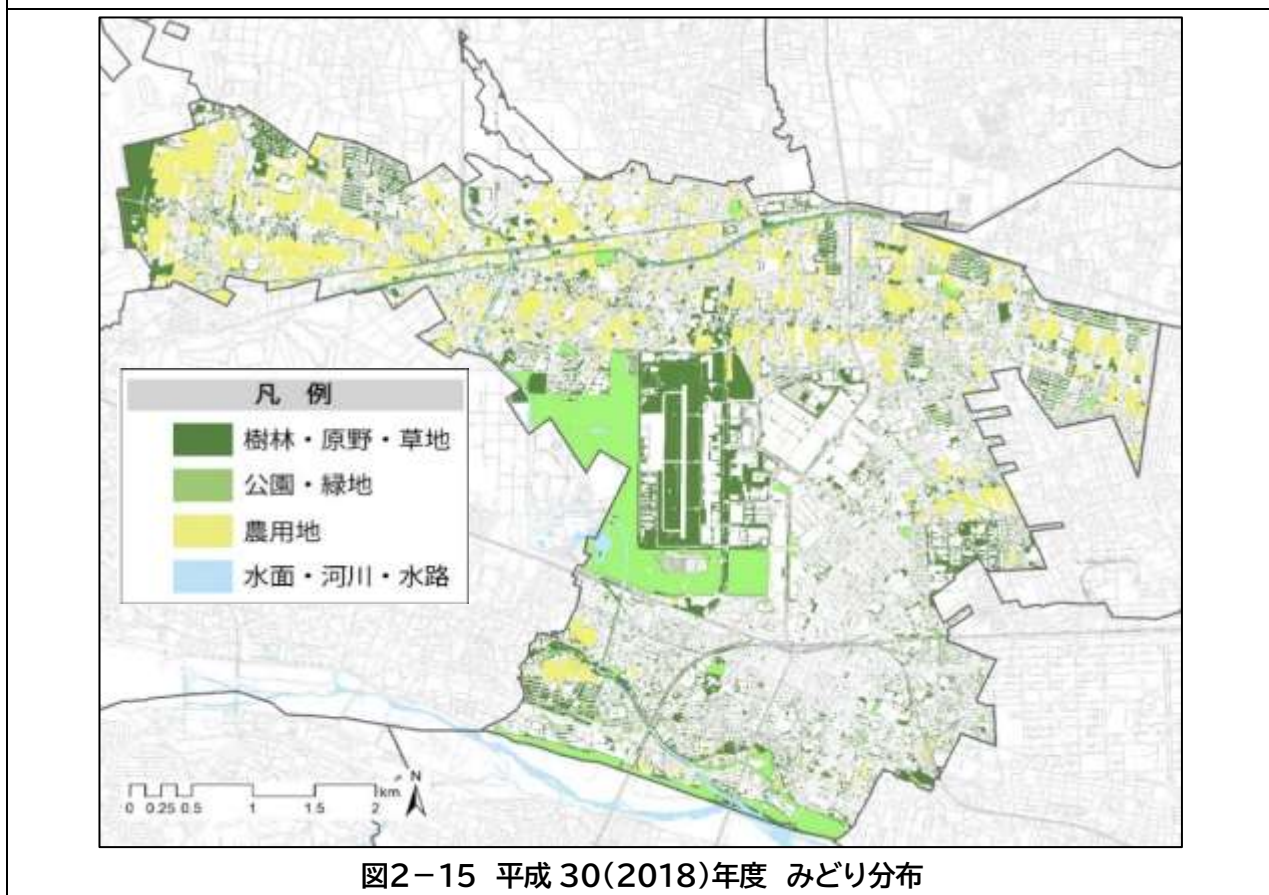 凡 例
樹林・原野・草地
公園・緑地
農用地
水面・河川・水路
N
km
0 0.25 0.5 1 1.5 2
図2－15 平成 30(2018)年度 みどり分布